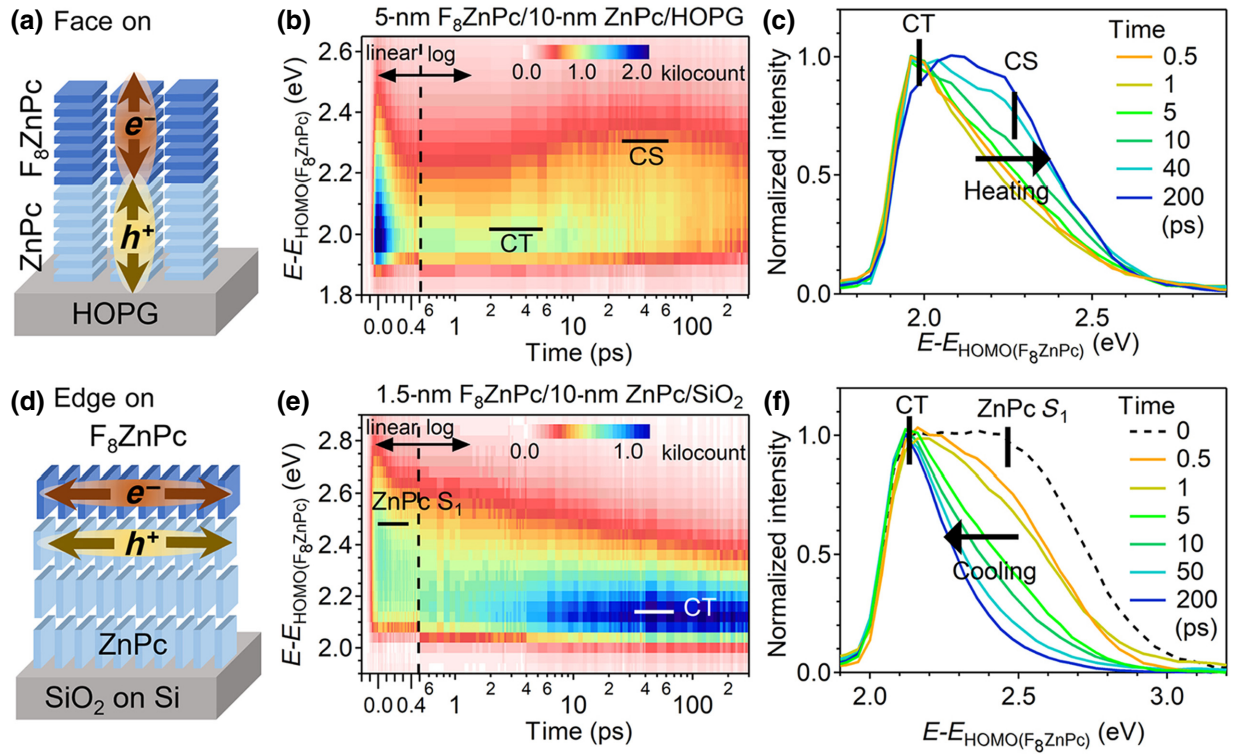 (a) Face on
F₈ZnPc
ZnPc
e⁻
h⁺
HOPG
(b) 5-nm F₈ZnPc/10-nm ZnPc/HOPG
E-E_HOMO(F₈ZnPc) (eV)
2.6
2.4
2.2
2.0
1.8
linear log
0.0 1.0 2.0
kilocount
CS
CT
0.0 0.4 6 1 2 4 6 10 2 4 6 100 2
Time (ps)
(c)
Normalized intensity
1.0
0.5
0.0
CT
CS
Heating
Time
0.5
1
5
10
40
200
(ps)
2.0 2.5
E-E_HOMO(F₈ZnPc) (eV)
(d) Edge on
F₈ZnPc
e⁻
h⁺
ZnPc
SiO₂ on Si
(e) 1.5-nm F₈ZnPc/10-nm ZnPc/SiO₂
E-E_HOMO(F₈ZnPc) (eV)
2.8
2.6
2.4
2.2
2.0
linear log
0.0 1.0
kilocount
ZnPc S₁
CT
0.0 0.4 6 1 2 4 6 10 2 4 6 100 2
Time (ps)
(f)
Normalized intensity
1.0
0.5
0.0
CT
ZnPc S₁
Cooling
Time
0
0.5
1
5
10
50
200
(ps)
2.0 2.5 3.0
E-E_HOMO(F₈ZnPc) (eV)